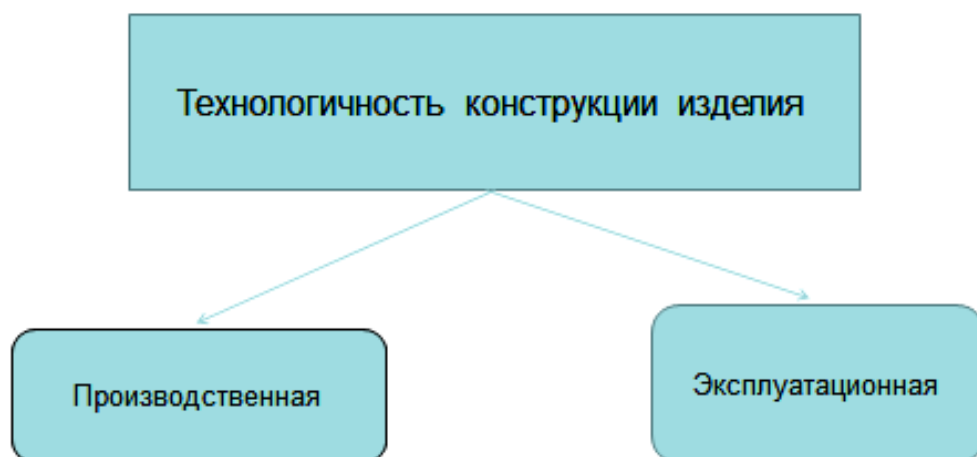 Технологичность конструкции изделия
Производственная
Эксплуатационная